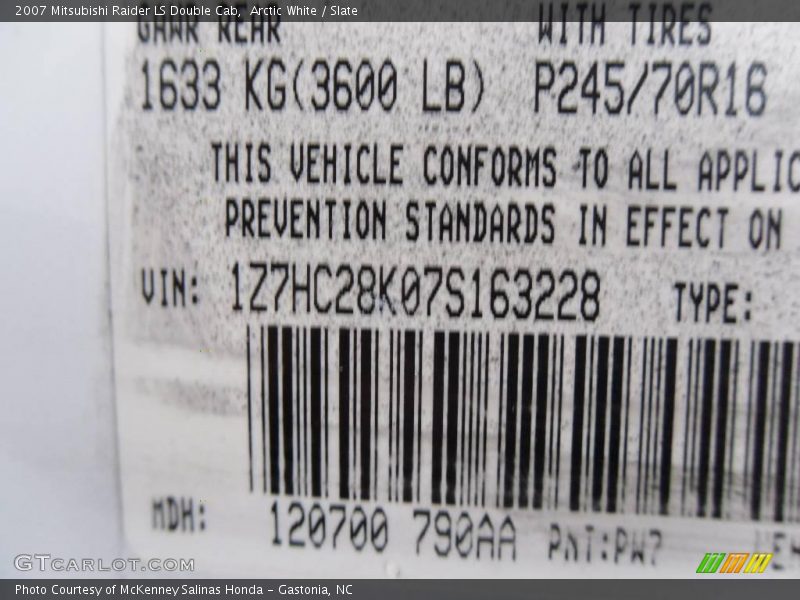 2007 Mitsubishi Raider LS Double Cab, Arctic White / Slate
GAWR REAR WITH TIRES
1633 KG(3600 LB) P245/70R16
THIS VEHICLE CONFORMS TO ALL APPLIC
PREVENTION STANDARDS IN EFFECT ON
VIN: 1Z7HC28K07S163228 TYPE:
MDH: 120700 790AA PNT:PW7
GTCARLOT.COM
Photo Courtesy of McKenney Salinas Honda - Gastonia, NC